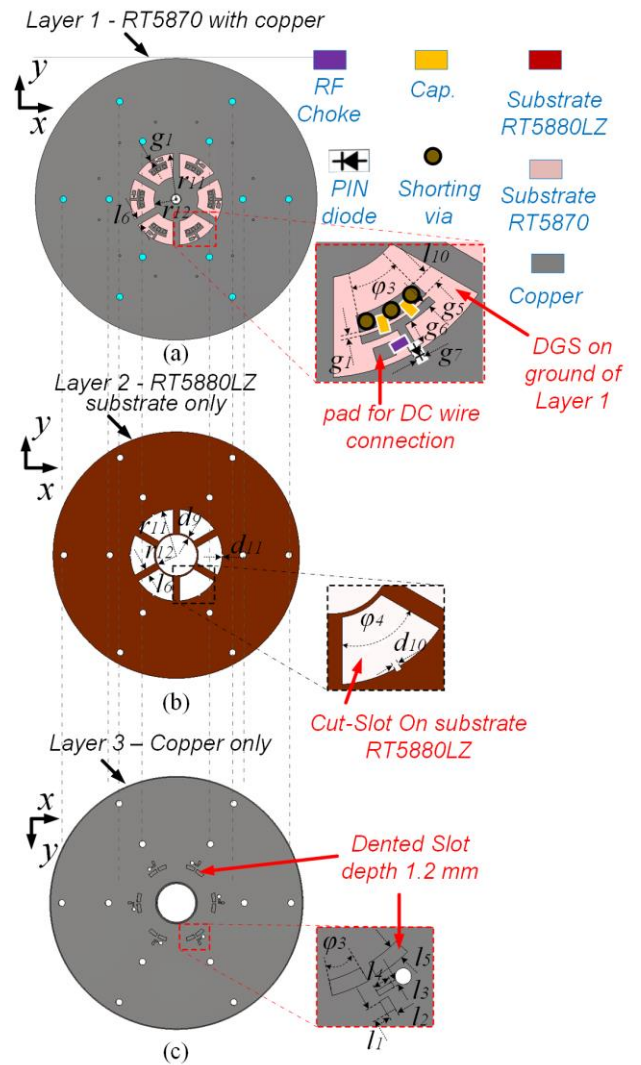 Layer 1 - RT5870 with copper
y
x
g1
r11
l6
r12
(a)
RF
Choke
Cap.
Substrate
RT5880LZ
PIN
diode
Shorting
via
Substrate
RT5870
Copper
l10
φ3
g5
g6
g1
g7
DGS on
ground of
Layer 1
pad for DC wire
connection
Layer 2 - RT5880LZ
substrate only
y
x
r11
d9
r12
d11
l6
(b)
φ4
d10
Cut-Slot On substrate
RT5880LZ
Layer 3 – Copper only
x
y
(c)
Dented Slot
depth 1.2 mm
φ3
l4
l5
l3
l2
l1